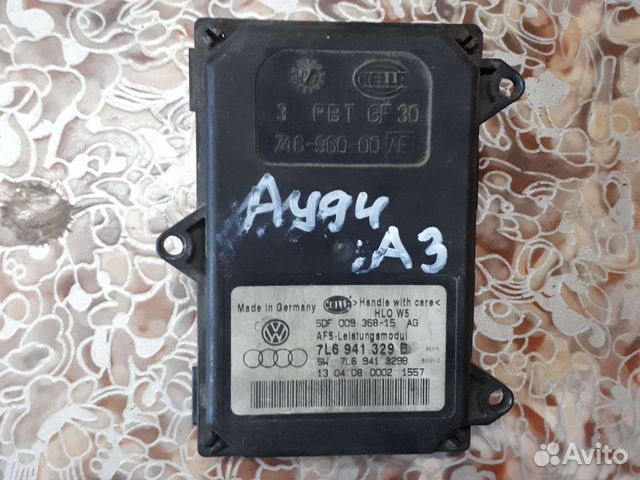 HELLA
3 PBT GF 30
746-960-00 AE
Ауди
А3
Made in Germany HELLA >Handle with care<
HLO W5
5DF 009 368-15 AG
AFS-Leistungsmodul
7L6 941 329 B
SW: 7L6 941 329B
13 04 08 0002 1557
Avito